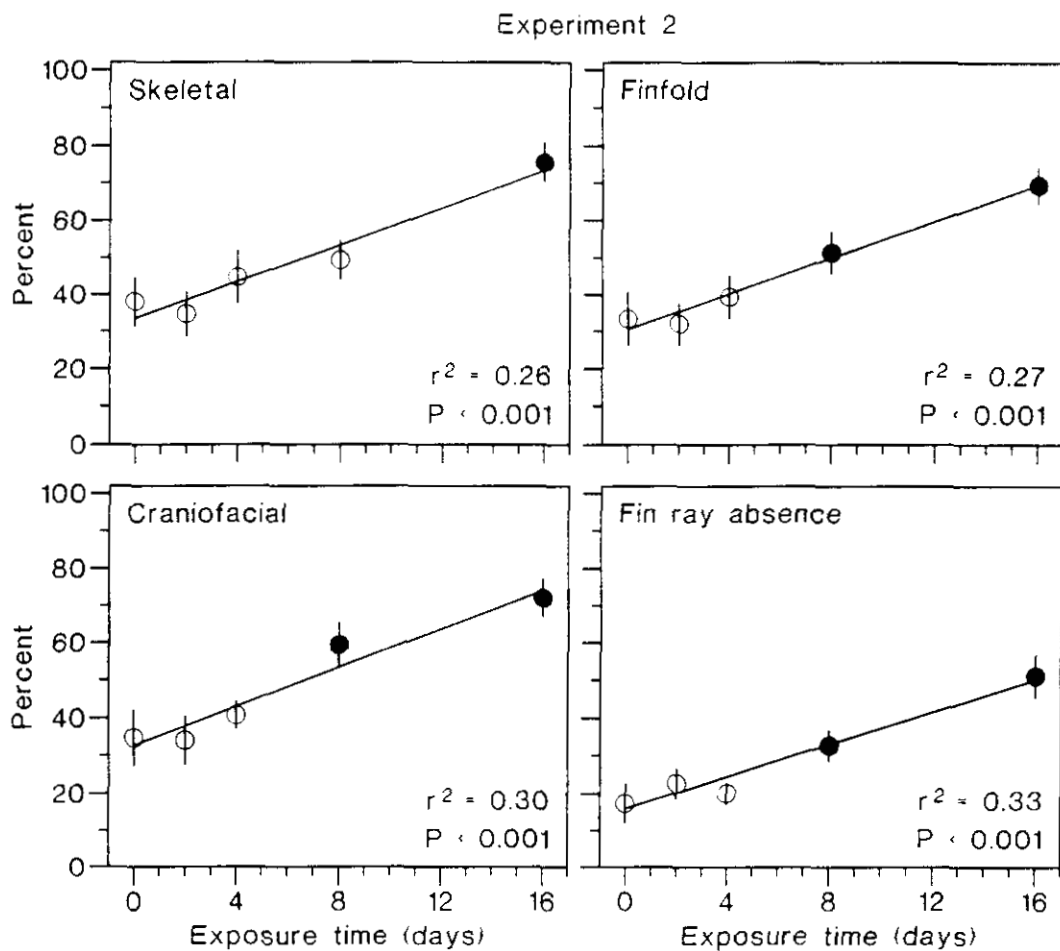 Experiment 2
Skeletal
Percent
100
80
60
40
20
0
r² = 0.26
P < 0.001
Finfold
r² = 0.27
P < 0.001
Craniofacial
Percent
100
80
60
40
20
0
r² = 0.30
P < 0.001
0 4 8 12 16
Exposure time (days)
Fin ray absence
r² = 0.33
P < 0.001
0 4 8 12 16
Exposure time (days)